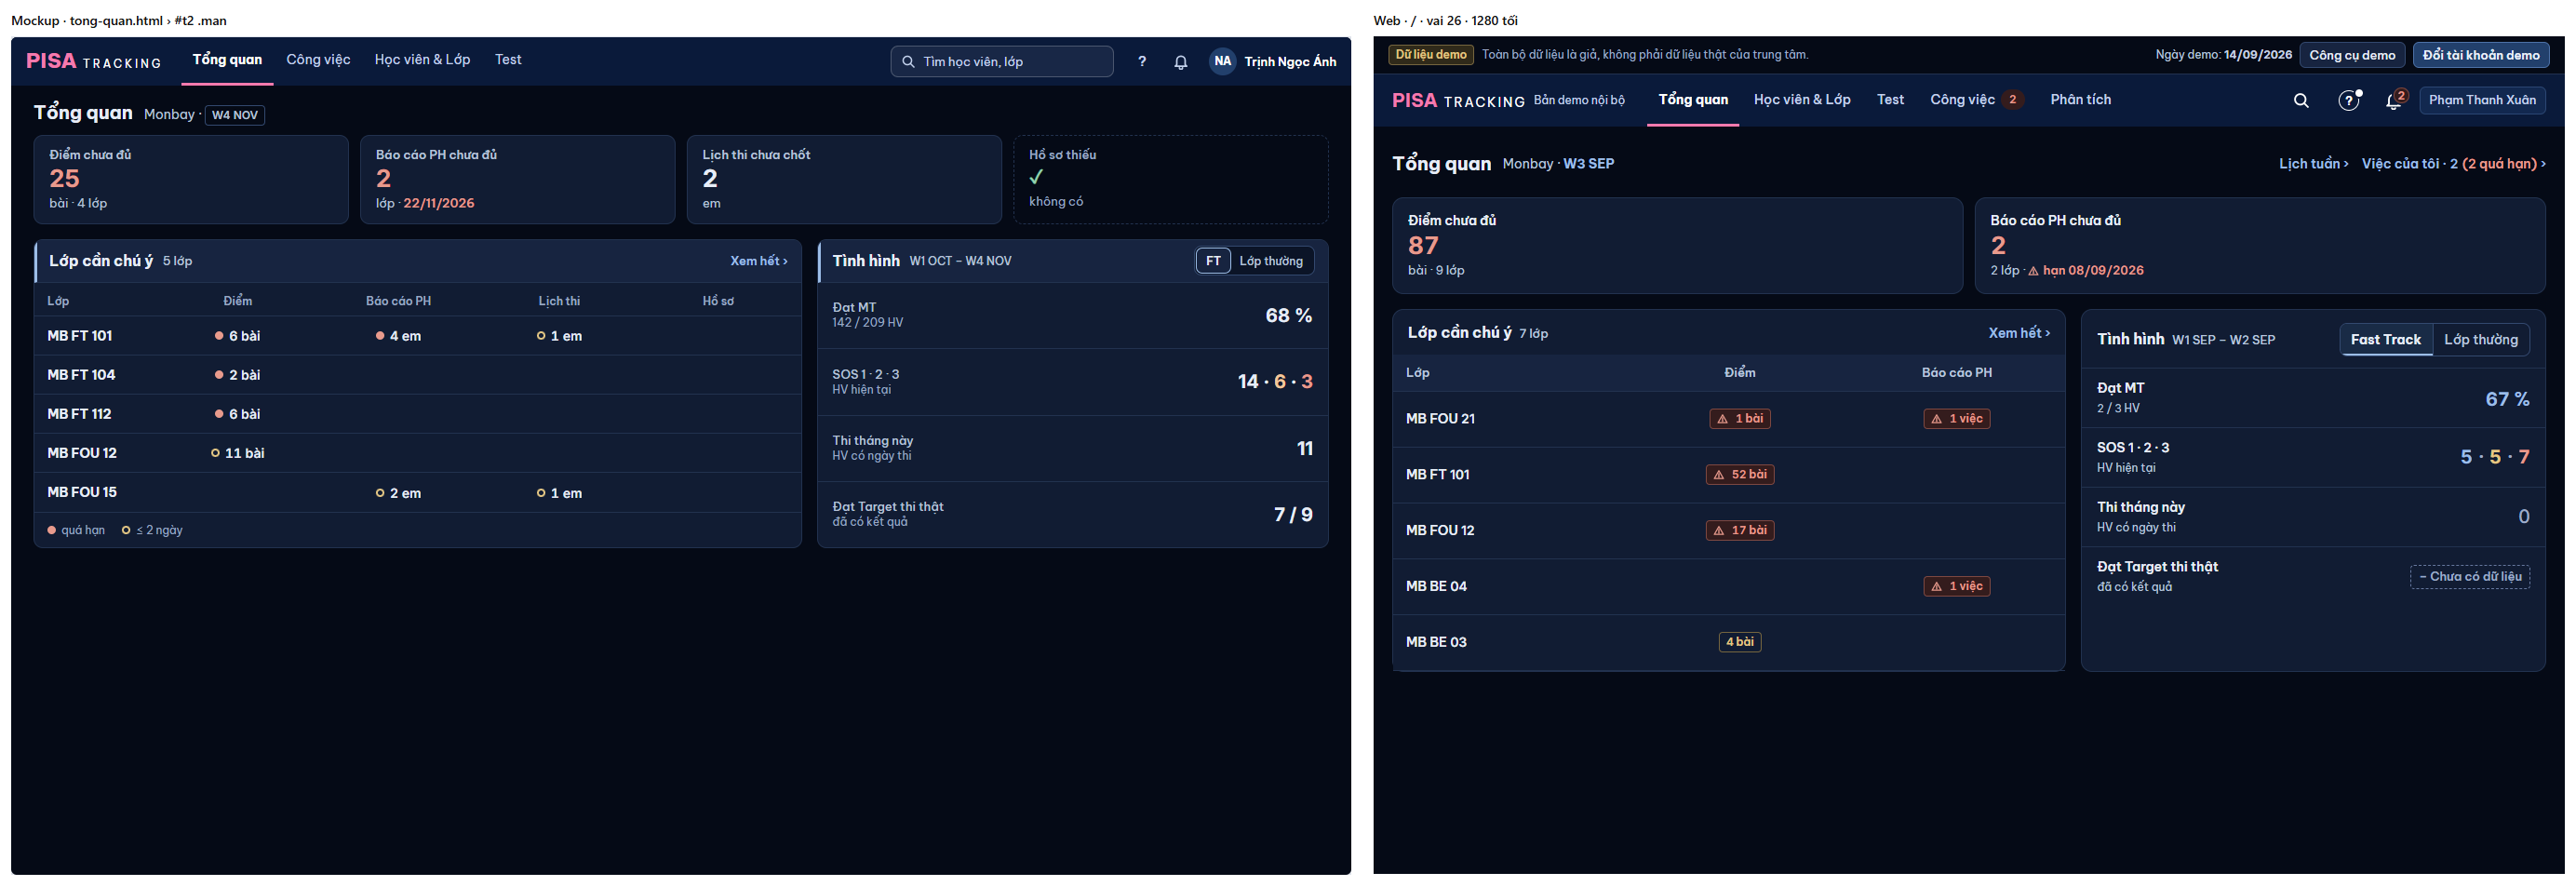 Mockup · tong-quan.html › #t2 .man
PISA TRACKING Tổng quan Công việc Học viên & Lớp Test Tìm học viên, lớp ? NA Trịnh Ngọc Ánh
Tổng quan Monbay · W4 NOV
Điểm chưa đủ
25
bài · 4 lớp
Báo cáo PH chưa đủ
2
lớp · 22/11/2026
Lịch thi chưa chốt
2
em
Hồ sơ thiếu
✓
không có
Lớp cần chú ý 5 lớp Xem hết ›
Lớp Điểm Báo cáo PH Lịch thi Hồ sơ
MB FT 101 6 bài 4 em 1 em
MB FT 104 2 bài
MB FT 112 6 bài
MB FOU 12 11 bài
MB FOU 15 2 em 1 em
quá hạn ≤ 2 ngày
Tình hình W1 OCT – W4 NOV FT Lớp thường
Đạt MT
142 / 209 HV
68 %
SOS 1 · 2 · 3
HV hiện tại
14 · 6 · 3
Thi tháng này
HV có ngày thi
11
Đạt Target thi thật
đã có kết quả
7 / 9
Web · / · vai 26 · 1280 tối
Dữ liệu demo Toàn bộ dữ liệu là giả, không phải dữ liệu thật của trung tâm. Ngày demo: 14/09/2026 Công cụ demo Đổi tài khoản demo
PISA TRACKING Bản demo nội bộ Tổng quan Học viên & Lớp Test Công việc 2 Phân tích ? 2 Phạm Thanh Xuân
Tổng quan Monbay · W3 SEP Lịch tuần › Việc của tôi · 2 (2 quá hạn) ›
Điểm chưa đủ
87
bài · 9 lớp
Báo cáo PH chưa đủ
2
2 lớp · ⚠ hạn 08/09/2026
Lớp cần chú ý 7 lớp Xem hết ›
Lớp Điểm Báo cáo PH
MB FOU 21 ⚠ 1 bài ⚠ 1 việc
MB FT 101 ⚠ 52 bài
MB FOU 12 ⚠ 17 bài
MB BE 04 ⚠ 1 việc
MB BE 03 4 bài
Tình hình W1 SEP – W2 SEP Fast Track Lớp thường
Đạt MT
2 / 3 HV
67 %
SOS 1 · 2 · 3
HV hiện tại
5 · 5 · 7
Thi tháng này
HV có ngày thi
0
Đạt Target thi thật
đã có kết quả
– Chưa có dữ liệu